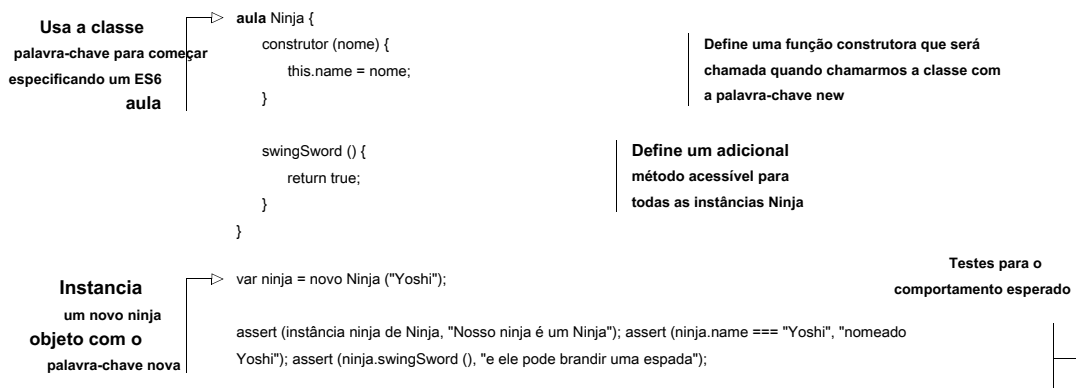 Usa a classe
palavra-chave para começar
especificando um ES6
aula
aula Ninja {
construtor (nome) {
this.name = nome;
}
Define uma função construtora que será
chamada quando chamarmos a classe com
a palavra-chave new
swingSword () {
return true;
}
}
Define um adicional
método acessível para
todas as instâncias Ninja
Instancia
um novo ninja
objeto com o
palavra-chave nova
var ninja = novo Ninja ("Yoshi");
Testes para o
comportamento esperado
assert (instância ninja de Ninja, "Nosso ninja é um Ninja"); assert (ninja.name === "Yoshi", "nomeado
Yoshi"); assert (ninja.swingSword (), "e ele pode brandir uma espada");